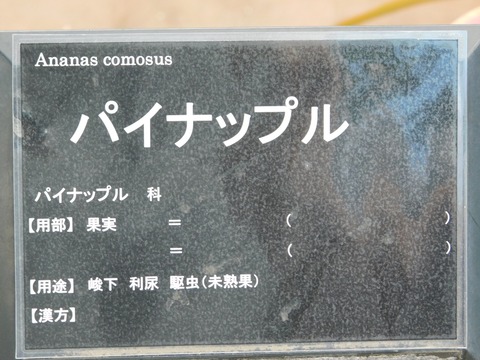 Ananas comosus
パイナップル
パイナップル 科
【用部】 果実 ＝ （ ）
＝ （ ）
【用途】 峻下 利尿 駆虫（未熟果）
【漢方】